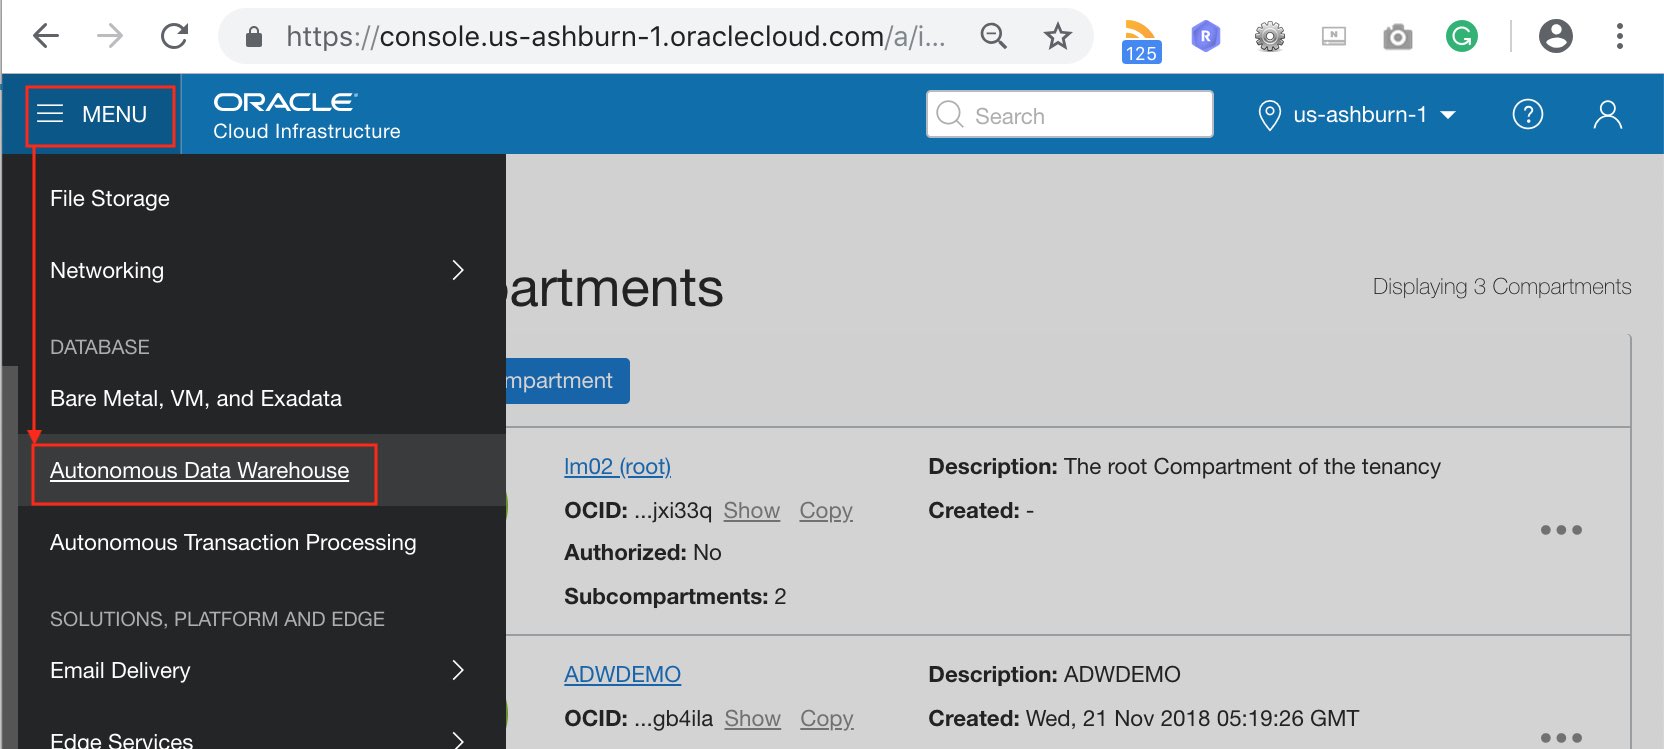 https://console.us-ashburn-1.oraclecloud.com/a/i...
125
R
N
G
MENU
ORACLE
Cloud Infrastructure
Search
us-ashburn-1
?
File Storage
Networking
DATABASE
Bare Metal, VM, and Exadata
Autonomous Data Warehouse
Autonomous Transaction Processing
SOLUTIONS, PLATFORM AND EDGE
Email Delivery
Edge Services
partments
Displaying 3 Compartments
mpartment
lm02 (root)
OCID: ...jxi33q Show Copy
Authorized: No
Subcompartments: 2
Description: The root Compartment of the tenancy
Created: -
ADWDEMO
OCID: ...gb4ila Show Copy
Description: ADWDEMO
Created: Wed, 21 Nov 2018 05:19:26 GMT